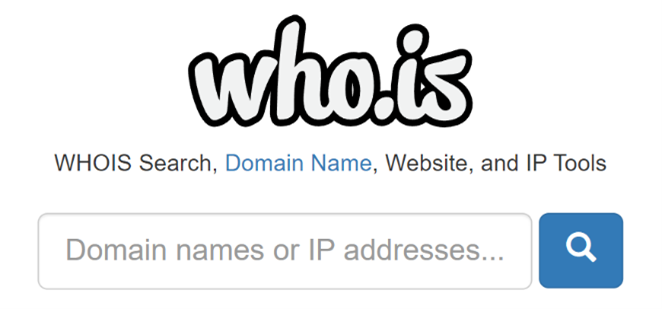 who.is
WHOIS Search, Domain Name, Website, and IP Tools
Domain names or IP addresses...